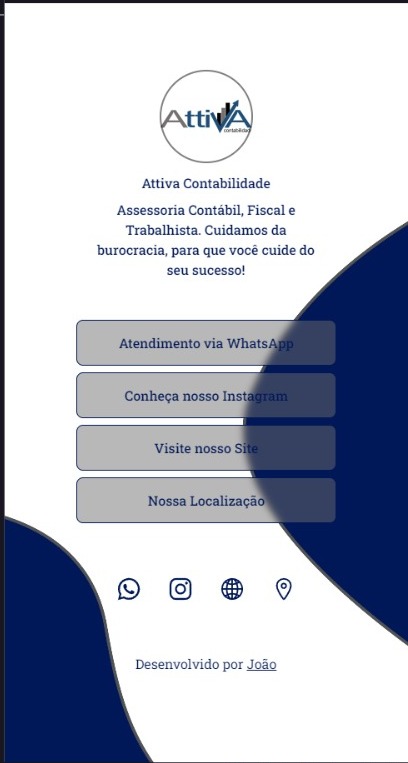 AttivA
contabilidade
Attiva Contabilidade
Assessoria Contábil, Fiscal e
Trabalhista. Cuidamos da
burocracia, para que você cuide do
seu sucesso!
Atendimento via WhatsApp
Conheça nosso Instagram
Visite nosso Site
Nossa Localização
Desenvolvido por João